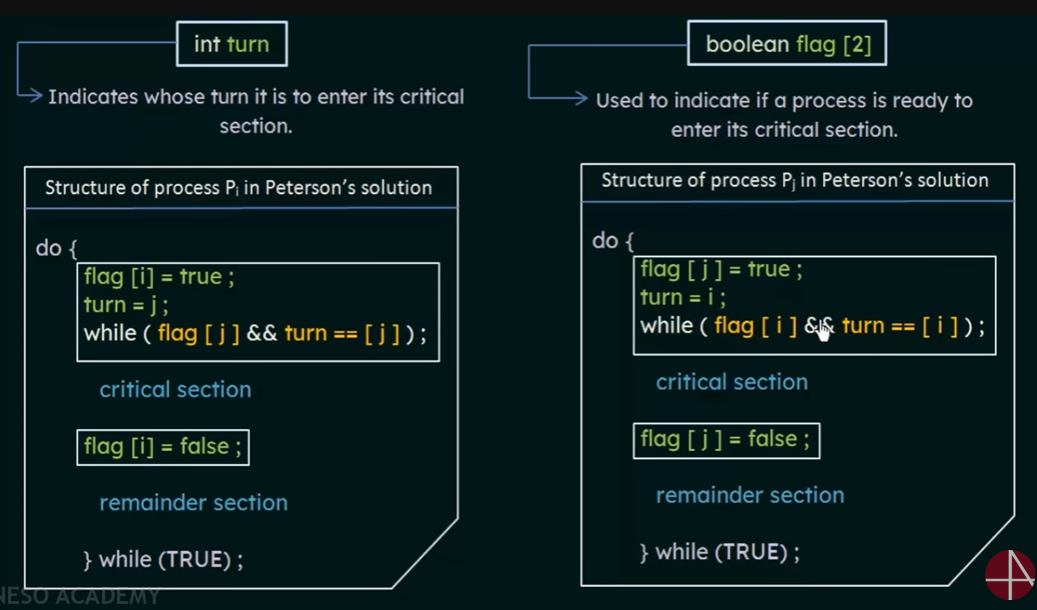 int turn
Indicates whose turn it is to enter its critical
section.
Structure of process Pi in Peterson's solution
do {
flag [i] = true ;
turn = j ;
while ( flag [ j ] && turn == [ j ] ) ;
critical section
flag [i] = false ;
remainder section
} while (TRUE) ;
boolean flag [2]
Used to indicate if a process is ready to
enter its critical section.
Structure of process Pj in Peterson's solution
do {
flag [ j ] = true ;
turn = i ;
while ( flag [ i ] && turn == [ i ] ) ;
critical section
flag [ j ] = false ;
remainder section
} while (TRUE) ;
NESO ACADEMY